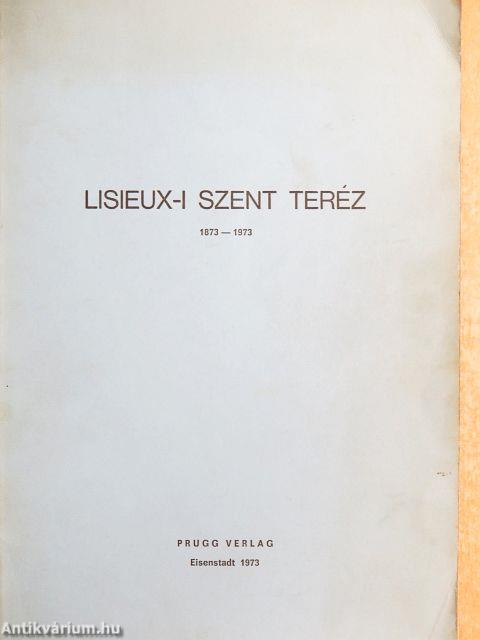 LISIEUX-I SZENT TERÉZ
1873 — 1973
PRUGG VERLAG
Eisenstadt 1973
Antikvárium.hu